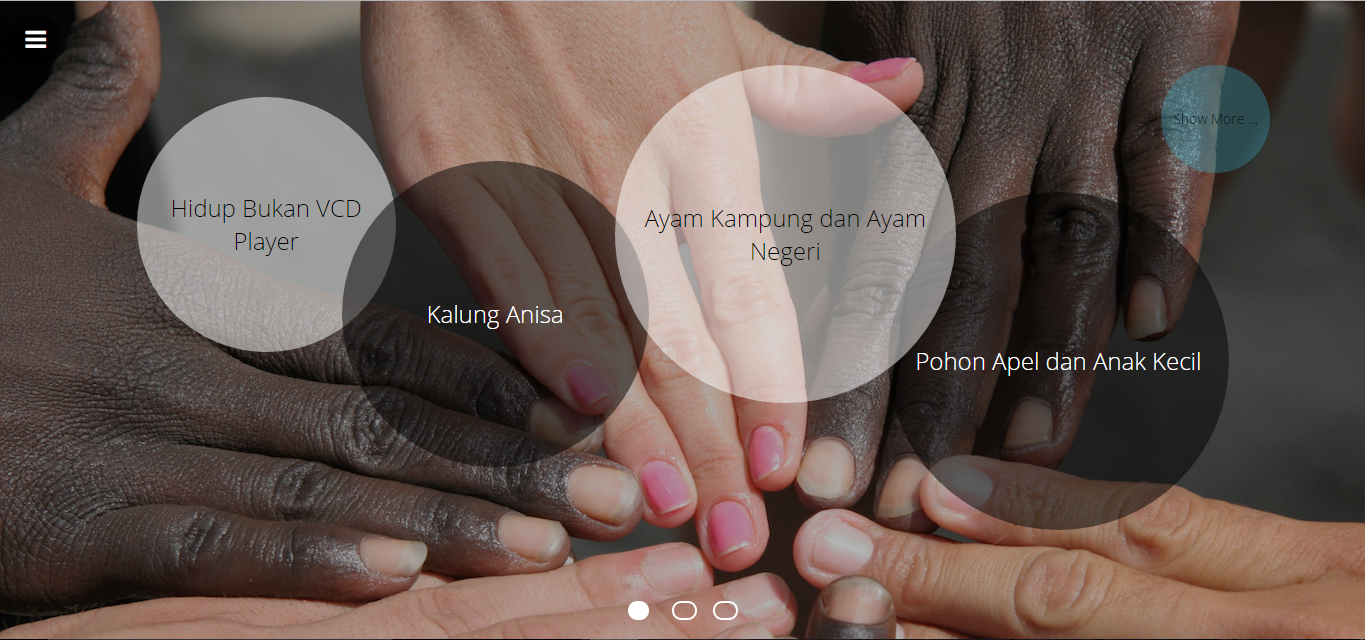 Show More ...
Hidup Bukan VCD
Player
Ayam Kampung dan Ayam
Negeri
Kalung Anisa
Pohon Apel dan Anak Kecil